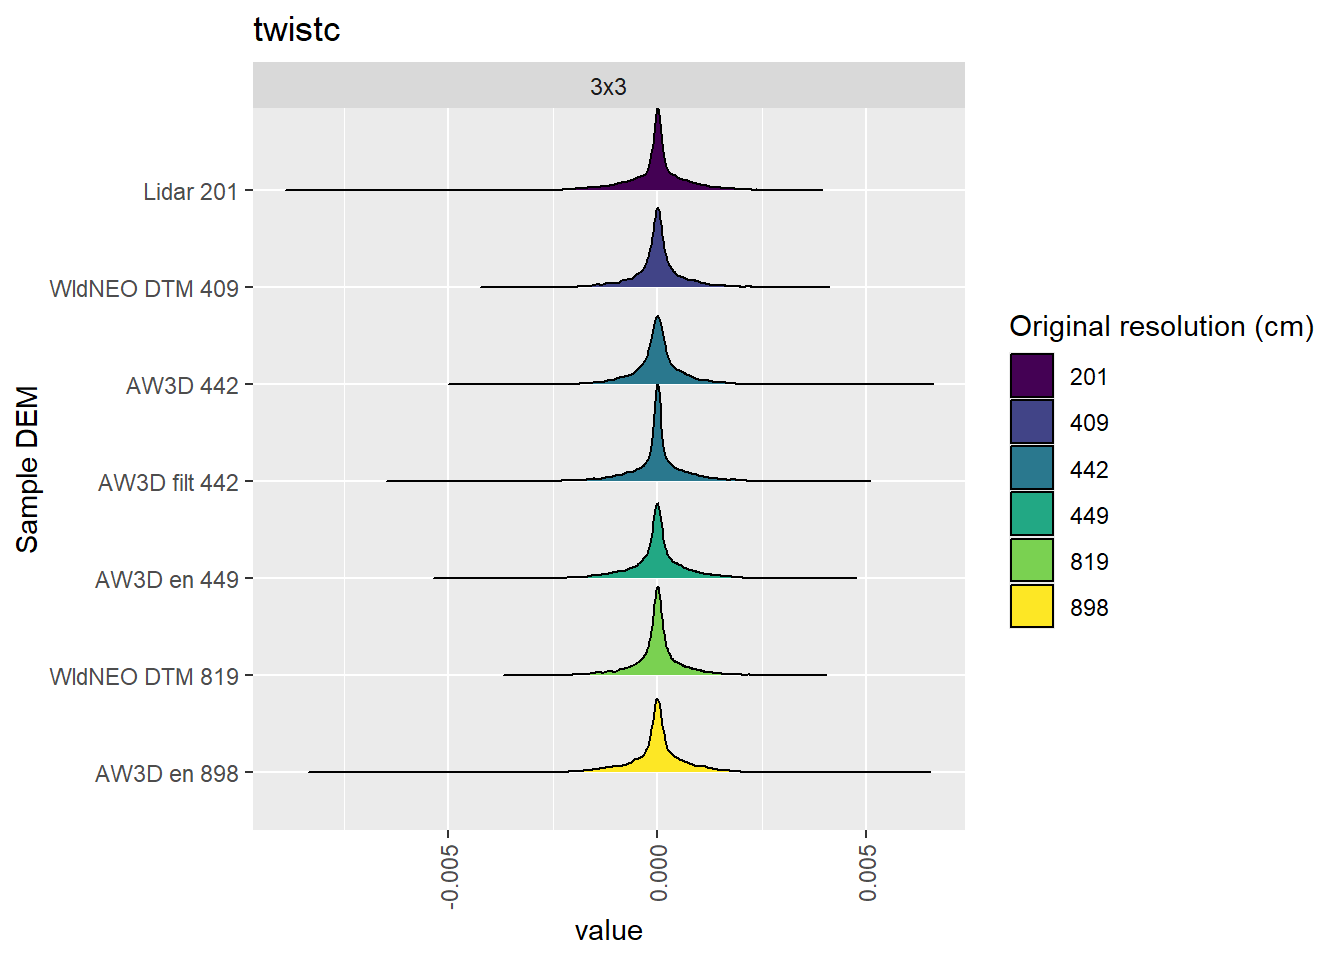 twistc
3x3
Lidar 201
WldNEO DTM 409
AW3D 442
AW3D filt 442
AW3D en 449
WldNEO DTM 819
AW3D en 898
Sample DEM
-0.005
0.000
0.005
value
Original resolution (cm)
201
409
442
449
819
898